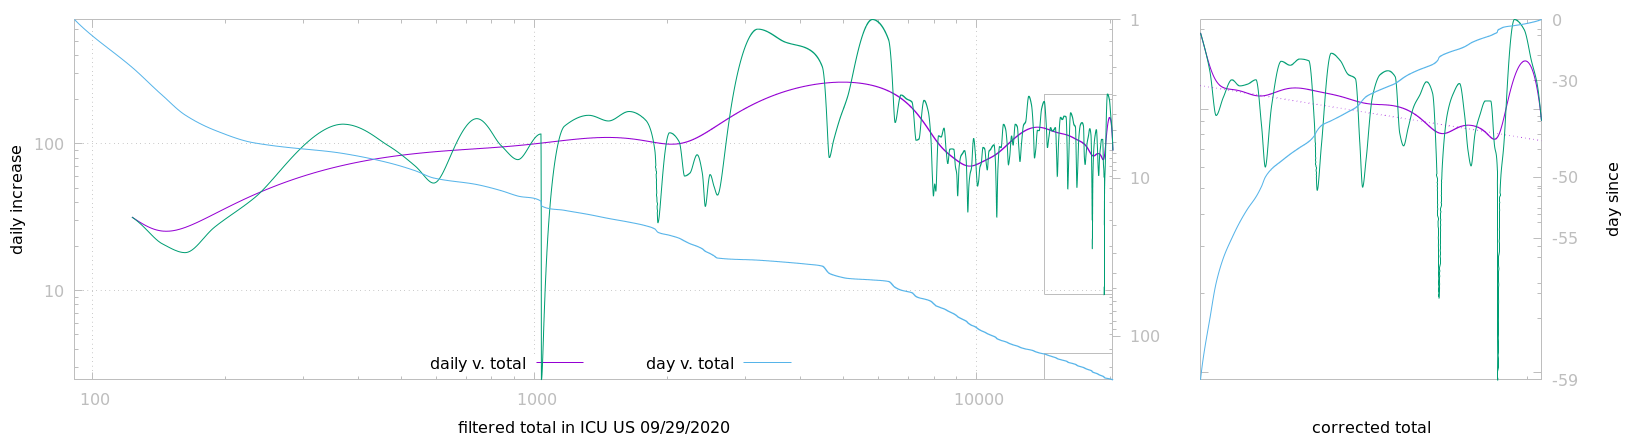 daily increase
100
10
daily v. total
day v. total
100
1000
10000
filtered total in ICU US 09/29/2020
1
10
100
0
-30
-50
-55
-59
day since
corrected total